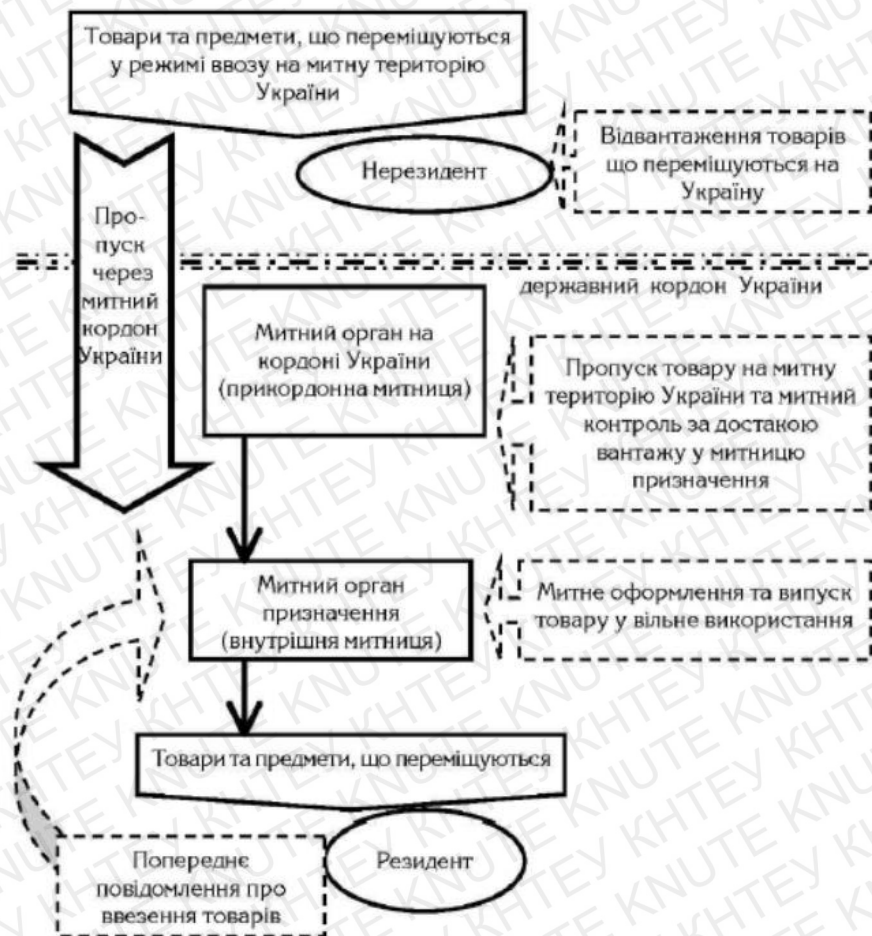 Товари та предмети, що переміщуються
у режимі ввозу на митну територію
України
Нерезидент
Відвантаження товарів
що переміщуються на
Україну
Про-
пуск
через
митний
кордон
України
державний кордон України
Митний орган на
кордоні України
(прикордонна митниця)
Пропуск товару на митну
територію України та митний
контроль за достакою
вантажу у митницю
призначення
Митний орган
призначення
(внутрішня митниця)
Митне оформлення та випуск
товару у вільне використання
Товари та предмети, що переміщуються
Резидент
Попереднє
повідомлення про
ввезення товарів
КНТЕУ KNUTE